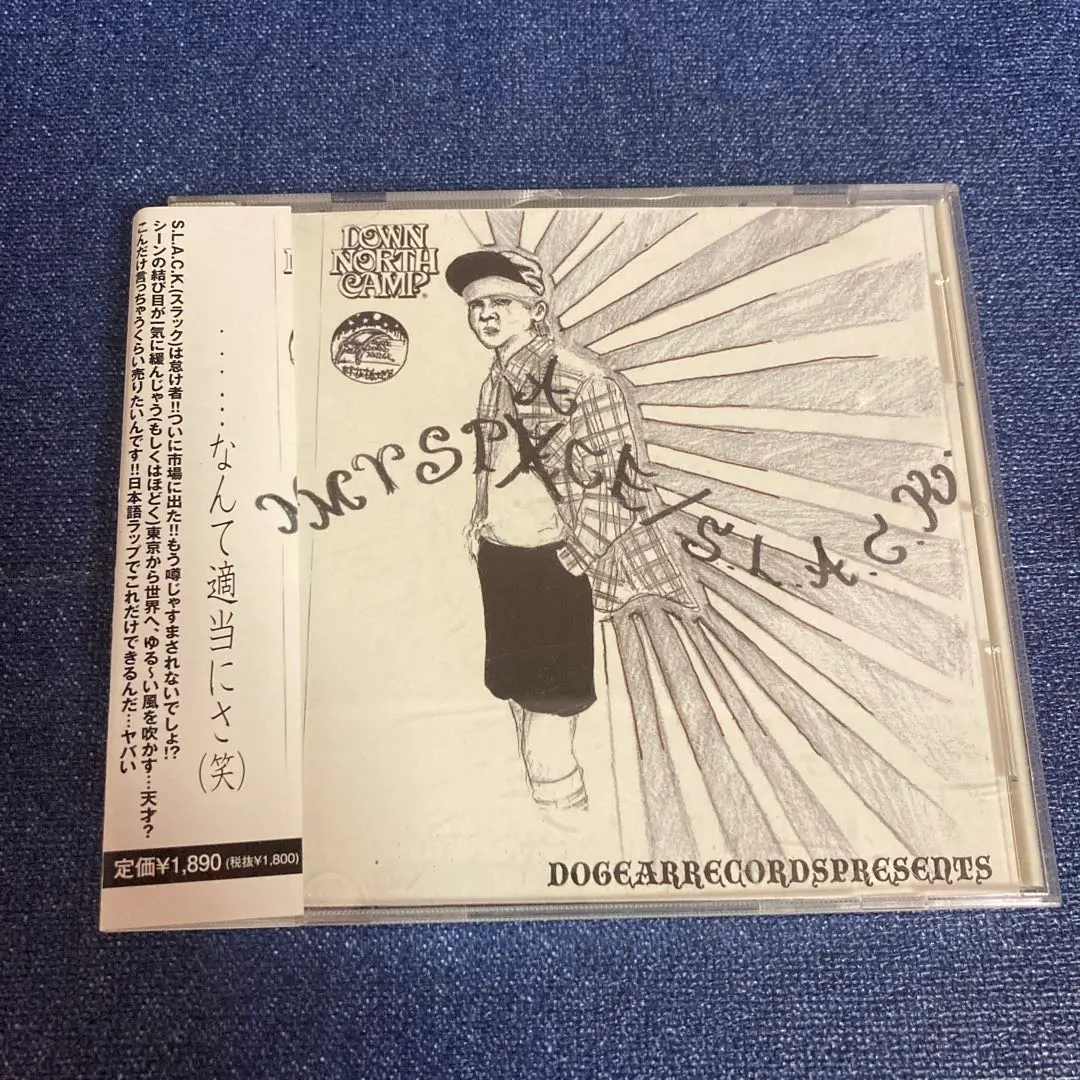 S.L.A.C.K.(スラック)は怠け者!!ついに市場に出た!!もう噂じゃすまされないでしょ!?
シーンの結び目が一気に緩んじゃう(もしくはほどく)東京から世界へ、ゆる〜い風を吹かす…天才?
こんだけ言っちゃうくらい売りたいんです!!日本語ラップでこれだけできるんだ…ヤバい
……なんて適当にさ(笑)
定価¥1,890(税抜¥1,800)
DOWN
NORTH
CAMP
MY SPACE/S.L.A.C.K.
DOGEARRECORDSPRESENTS